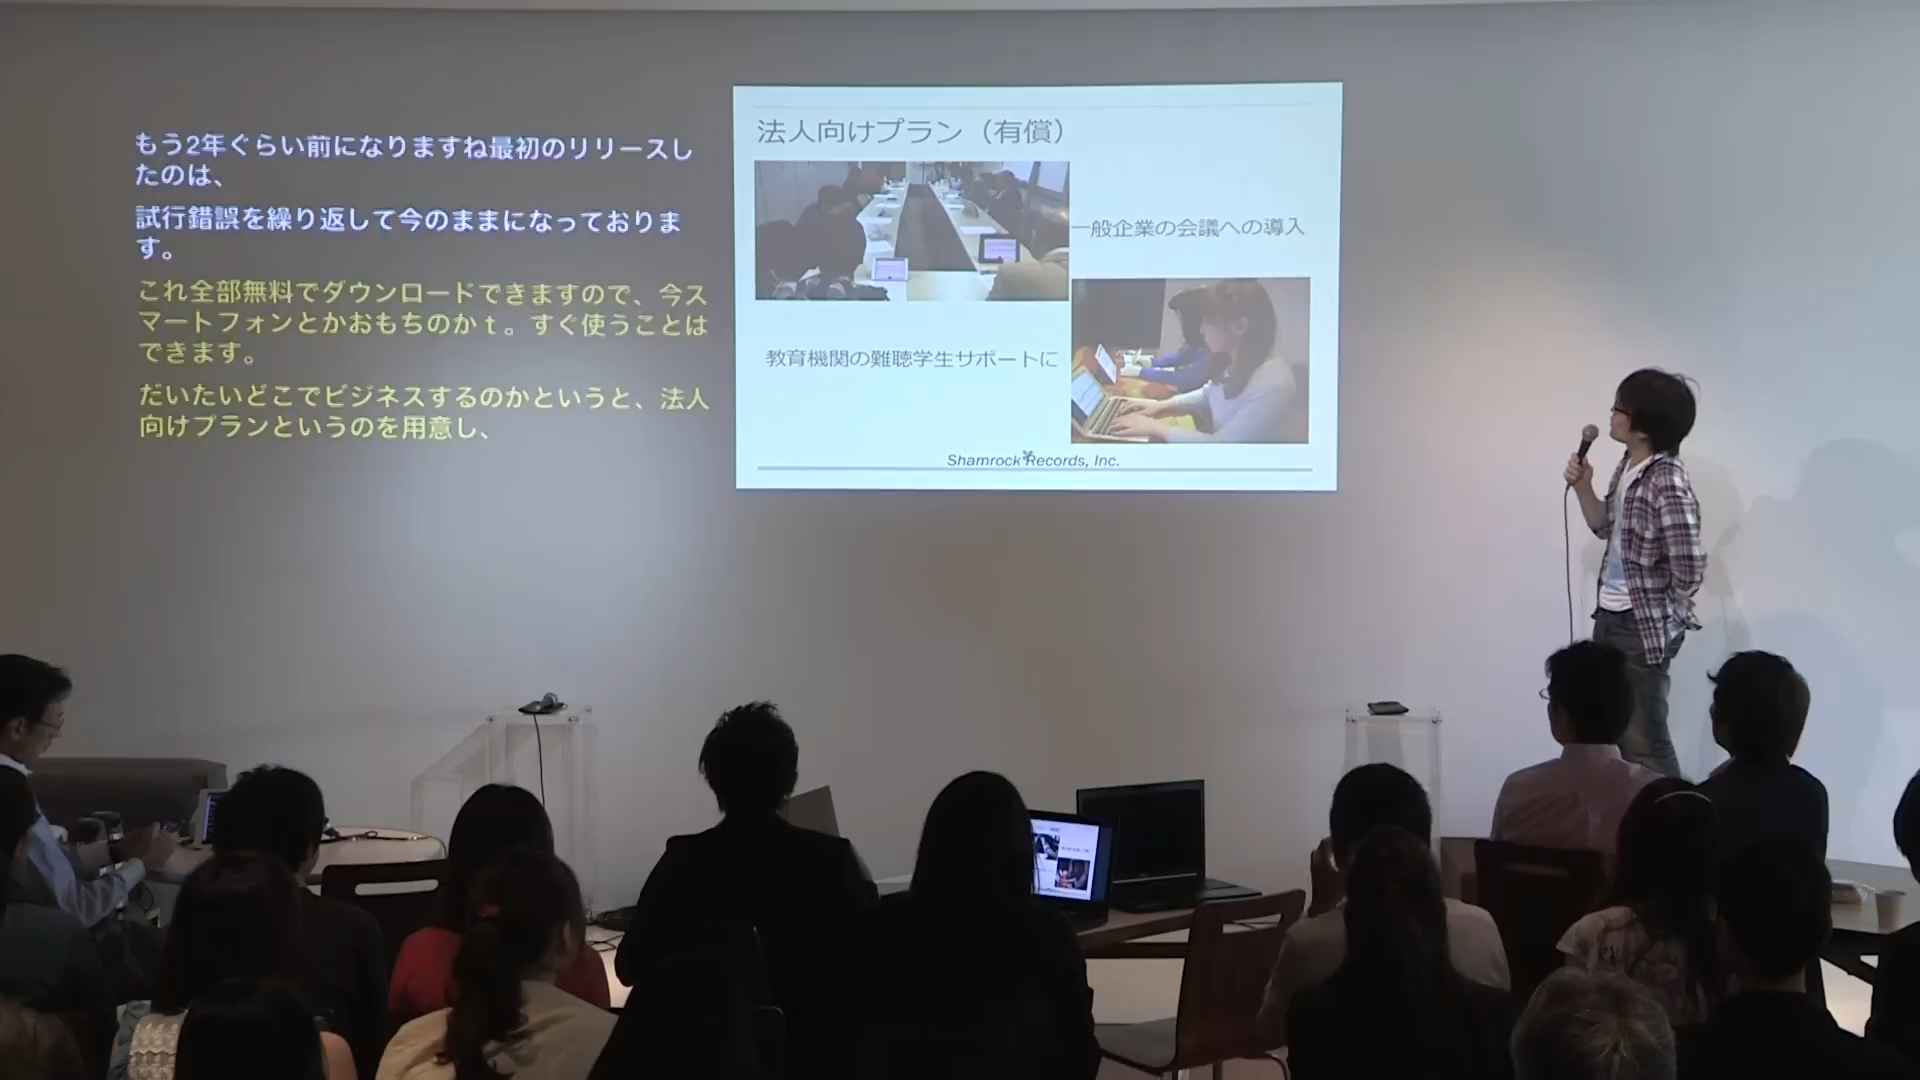 もう2年ぐらい前になりますね最初のリリースし
たのは、
試行錯誤を繰り返して今のままになっておりま
す。
これ全部無料でダウンロードできますので、今ス
マートフォンとかおもちのかｔ。すぐ使うことは
できます。
だいたいどこでビジネスするのかというと、法人
向けプランというのを用意し、
法人向けプラン（有償）
一般企業の会議への導入
教育機関の難聴学生サポートに
Shamrock Records, Inc.